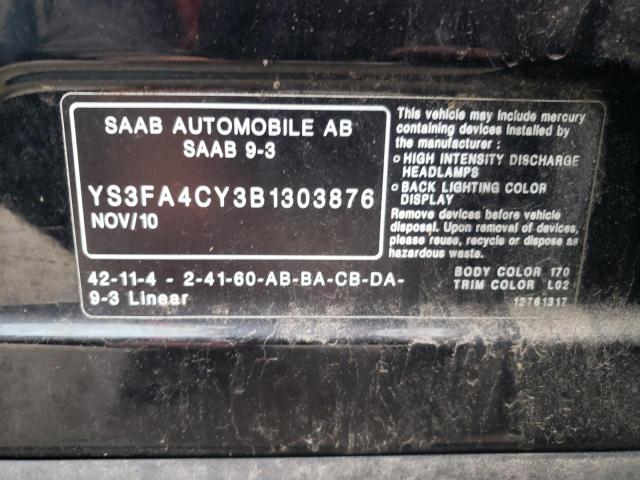 SAAB AUTOMOBILE AB
SAAB 9-3
YS3FA4CY3B1303876
NOV/10
This vehicle may include mercury
containing devices installed by
the manufacturer :
o HIGH INTENSITY DISCHARGE
HEADLAMPS
o BACK LIGHTING COLOR
DISPLAY
Remove devices before vehicle
disposal. Upon removal of devices,
please reuse, recycle or dispose as
hazardous waste.
42-11-4 - 2-41-60-AB-BA-CB-DA-
9-3 Linear
BODY COLOR 170
TRIM COLOR L02
12761317